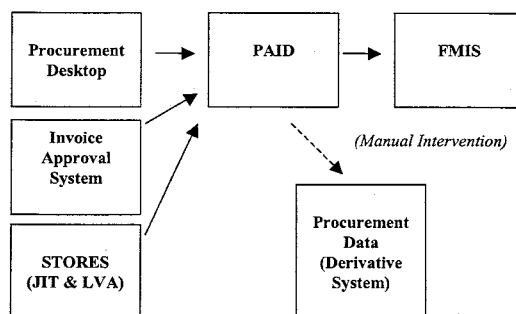 Procurement
Desktop
PAID
FMIS
Invoice
Approval
System
(Manual Intervention)
STORES
(JIT & LVA)
Procurement
Data
(Derivative
System)